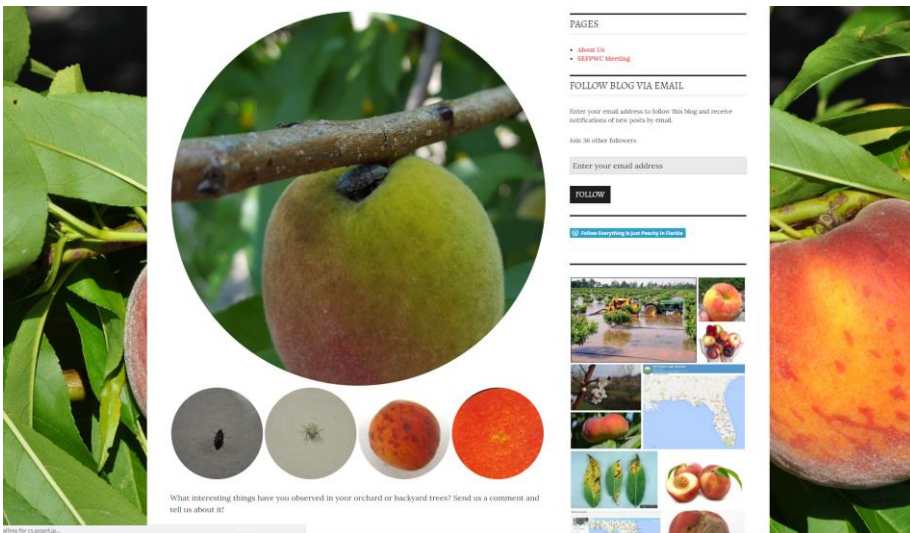 PAGES
About Us
SEFPWC Meeting
FOLLOW BLOG VIA EMAIL
Enter your email address to follow this blog and receive
notifications of new posts by email.
Join 36 other followers
Enter your email address
FOLLOW
Follow Everything is Just Peachy in Florida
What interesting things have you observed in your orchard or backyard trees? Send us a comment and
tell us about it!